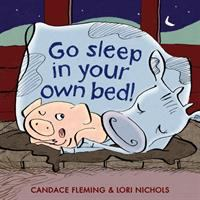 Go sleep
in your
own bed!
CANDACE FLEMING & LORI NICHOLS